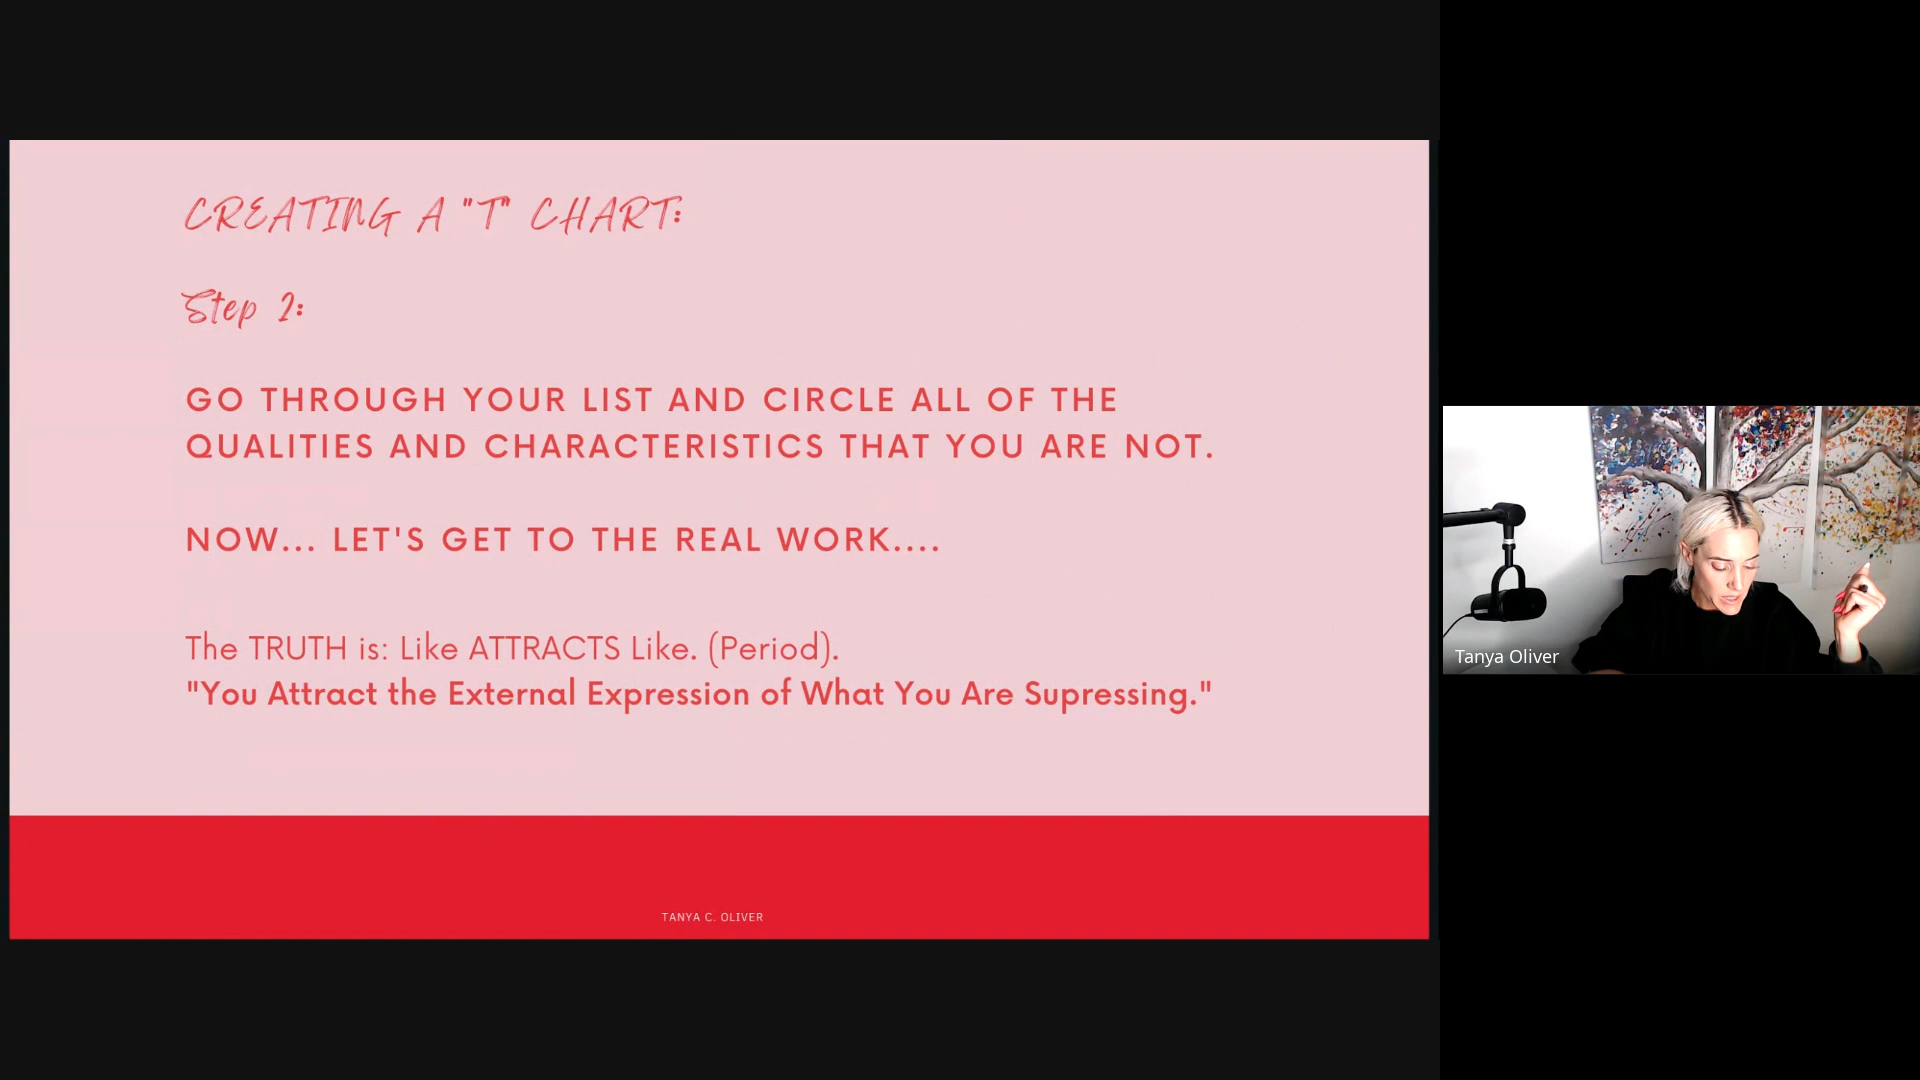 CREATING A "T" CHART:
Step 2:
GO THROUGH YOUR LIST AND CIRCLE ALL OF THE
QUALITIES AND CHARACTERISTICS THAT YOU ARE NOT.
NOW... LET'S GET TO THE REAL WORK....
The TRUTH is: Like ATTRACTS Like. (Period).
"You Attract the External Expression of What You Are Supressing."
TANYA C. OLIVER
Tanya Oliver